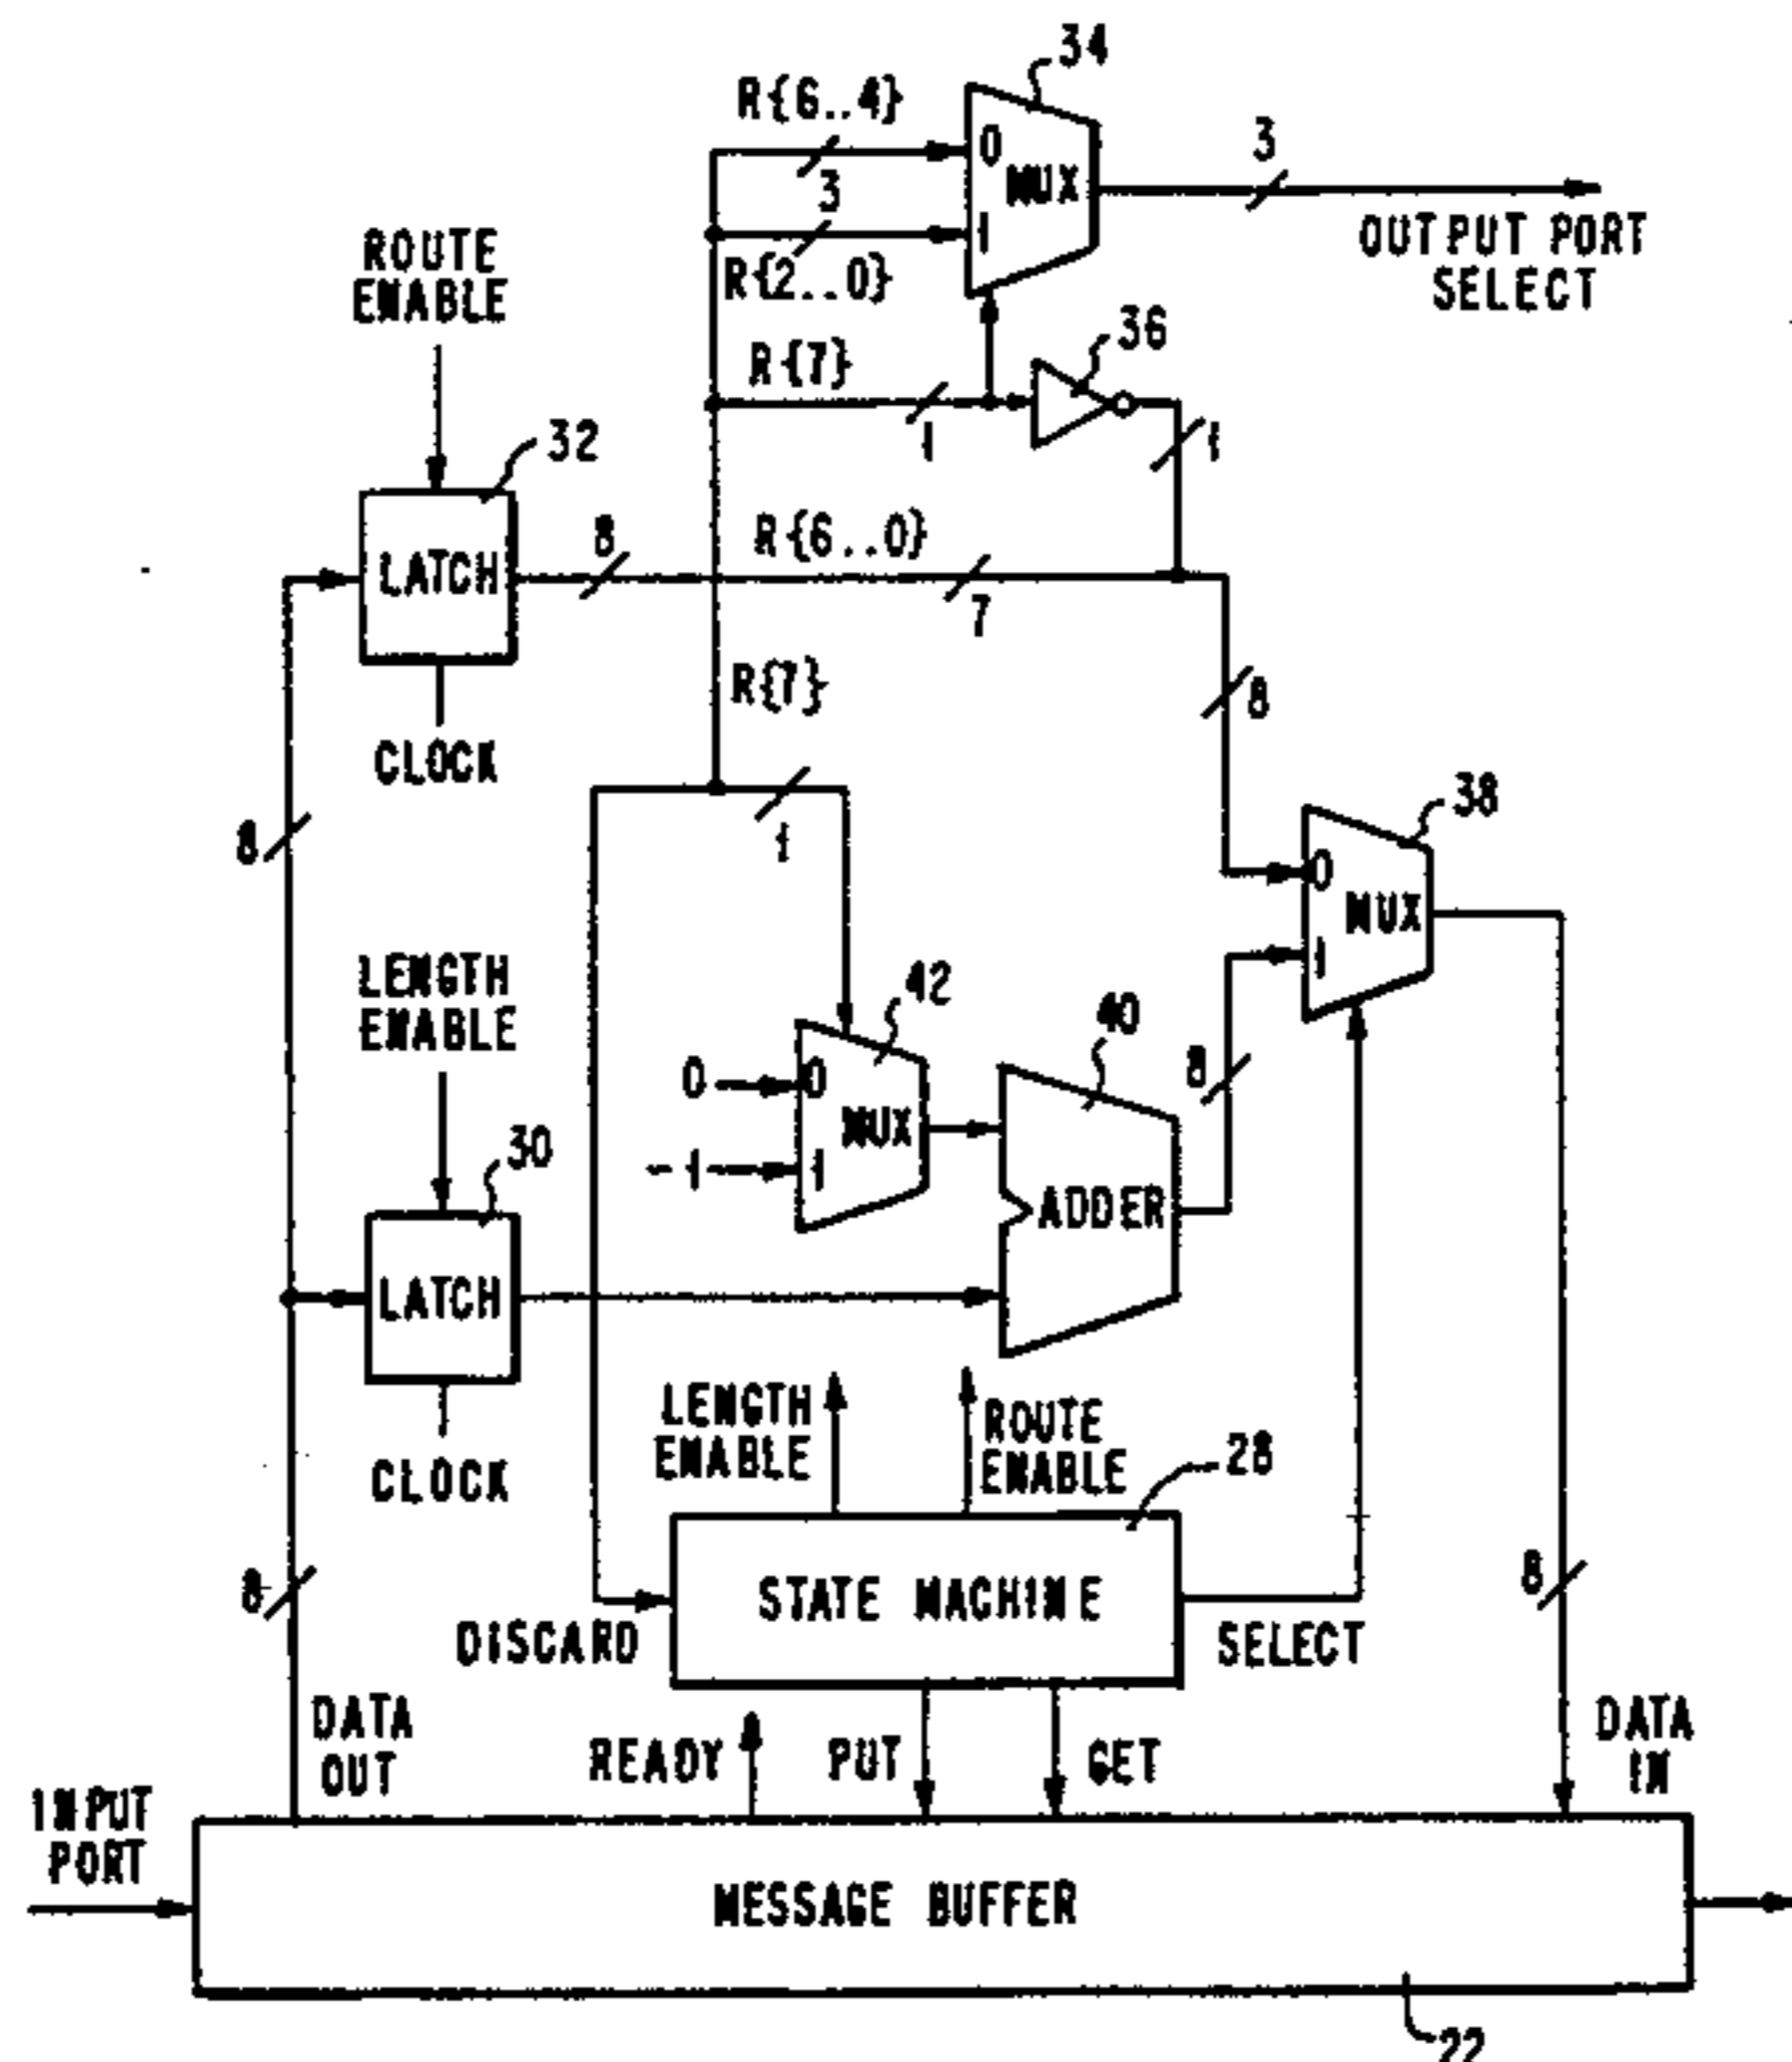 34
R{6..4}
0
MUX
3
3
1
OUTPUT PORT
SELECT
R{2..0}
ROUTE
ENABLE
36
R{7}
1
1
32
LATCH
8
R{6..0}
7
R{7}
8
CLOCK
1
38
8
0
MUX
1
LENGTH
ENABLE
42
40
0
0
MUX
8
-1
1
30
ADDER
LATCH
LENGTH
ENABLE
ROUTE
ENABLE
28
CLOCK
8
STATE MACHINE
8
DISCARD
SELECT
DATA
OUT
READY
PUT
GET
DATA
IN
INPUT
PORT
MESSAGE BUFFER
22